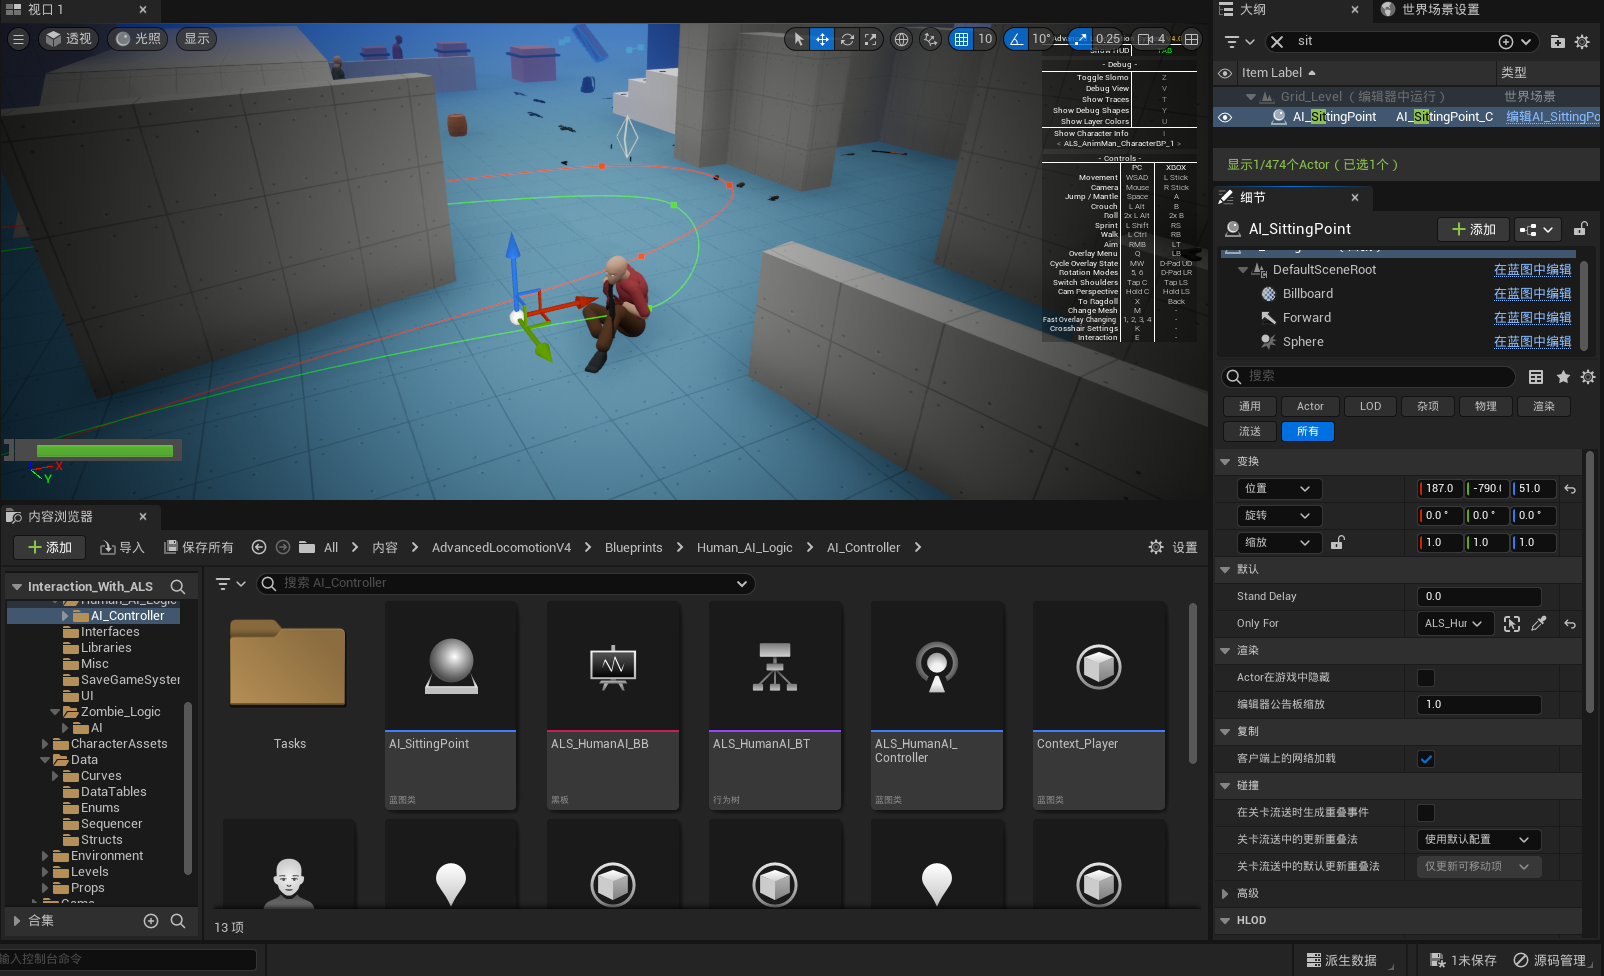 视口 1
透视
光照
显示
10
10°
0.25
4
Show HUD
TAB
- Debug -
Toggle Slomo Z
Debug View V
Show Traces T
Show Debug Shapes Y
Show Layer Colors U
Show Character Info I
< ALS_AnimMan_CharacterBP_1 >
- Controls -
PC XBOX
Movement WSAD L Stick
Camera Mouse R Stick
Jump / Mantle Space A
Crouch L Alt B
Roll 2x L Alt 2x B
Sprint L Shift RS
Walk L Ctrl RB
Aim RMB LT
Overlay Menu Q LB
Cycle Overlay State MW D-Pad UD
Rotation Modes 5, 6 D-Pad LR
Switch Shoulders Tap C Tap LS
Cam Perspective Hold C Hold LS
To Ragdoll X Back
Change Mesh M -
Fast Overlay Changing 1, 2, 3, 4 -
Crosshair Settings K -
Interaction E -
X
Y
大纲
世界场景设置
sit
Item Label
类型
Grid_Level（编辑器中运行）
世界场景
AI_SittingPoint
AI_SittingPoint_C
编辑AI_SittingPo
显示1/474个Actor（已选1个）
细节
AI_SittingPoint
添加
DefaultSceneRoot
在蓝图中编辑
Billboard
在蓝图中编辑
Forward
在蓝图中编辑
Sphere
在蓝图中编辑
搜索
通用
Actor
LOD
杂项
物理
渲染
流送
所有
变换
位置
187.0
-790.
51.0
旋转
0.0 °
0.0 °
0.0 °
缩放
1.0
1.0
1.0
默认
Stand Delay
0.0
Only For
ALS_Hur
渲染
Actor在游戏中隐藏
编辑器公告板缩放
1.0
复制
客户端上的网络加载
碰撞
在关卡流送时生成重叠事件
关卡流送中的更新重叠法
使用默认配置
关卡流送中的默认更新重叠法
仅更新可移动项
高级
HLOD
内容浏览器
添加
导入
保存所有
All
内容
AdvancedLocomotionV4
Blueprints
Human_AI_Logic
AI_Controller
设置
Interaction_With_ALS
Human_AI_Logic
AI_Controller
Interfaces
Libraries
Misc
SaveGameSyster
UI
Zombie_Logic
AI
CharacterAssets
Data
Curves
DataTables
Enums
Sequencer
Structs
Environment
Levels
Props
合集
搜索 AI_Controller
Tasks
AI_SittingPoint
蓝图类
ALS_HumanAI_BB
黑板
ALS_HumanAI_BT
行为树
ALS_HumanAI_
Controller
蓝图类
Context_Player
蓝图类
13 项
输入控制台命令
派生数据
1未保存
源码管理